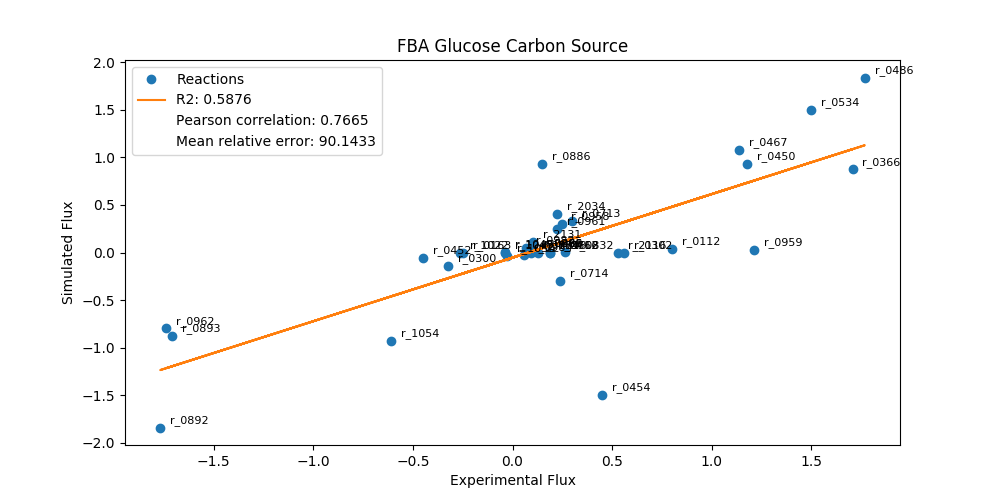 FBA Glucose Carbon Source
Reactions
R2: 0.5876
Pearson correlation: 0.7665
Mean relative error: 90.1433
r_0486
r_0534
r_0467
r_0450
r_0366
r_0886
r_2034
r_0713
r_0961
r_2131
r_0452
r_0300
r_0112
r_0959
r_0714
r_0962
r_0893
r_1054
r_0454
r_0892
2.0
1.5
1.0
0.5
0.0
−0.5
−1.0
−1.5
−2.0
Simulated Flux
−1.5
−1.0
−0.5
0.0
0.5
1.0
1.5
Experimental Flux